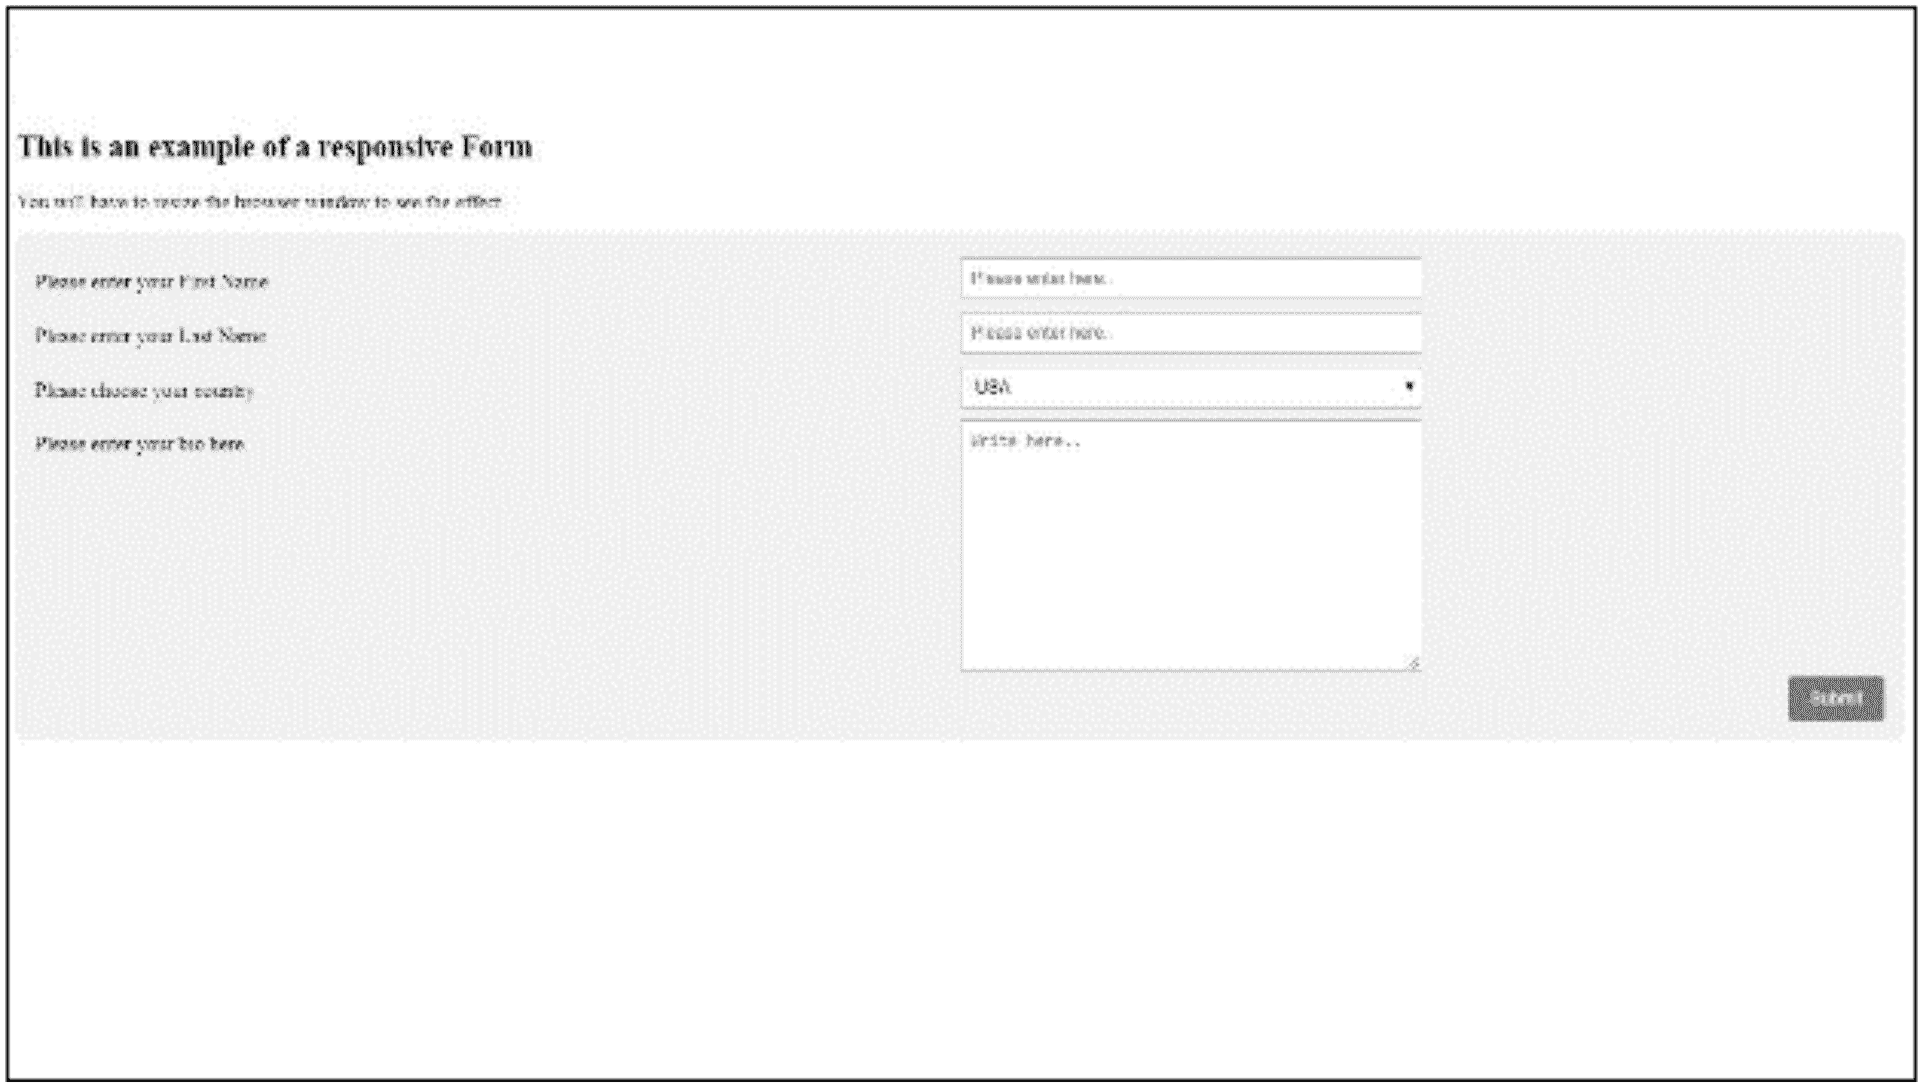 This is an example of a responsive Form
You will have to resize the browser window to see the effect
Please enter your First Name
Please enter here..
Please enter your Last Name
Please enter here..
Please choose your country
USA
Please enter your bio here
Write here..
Submit